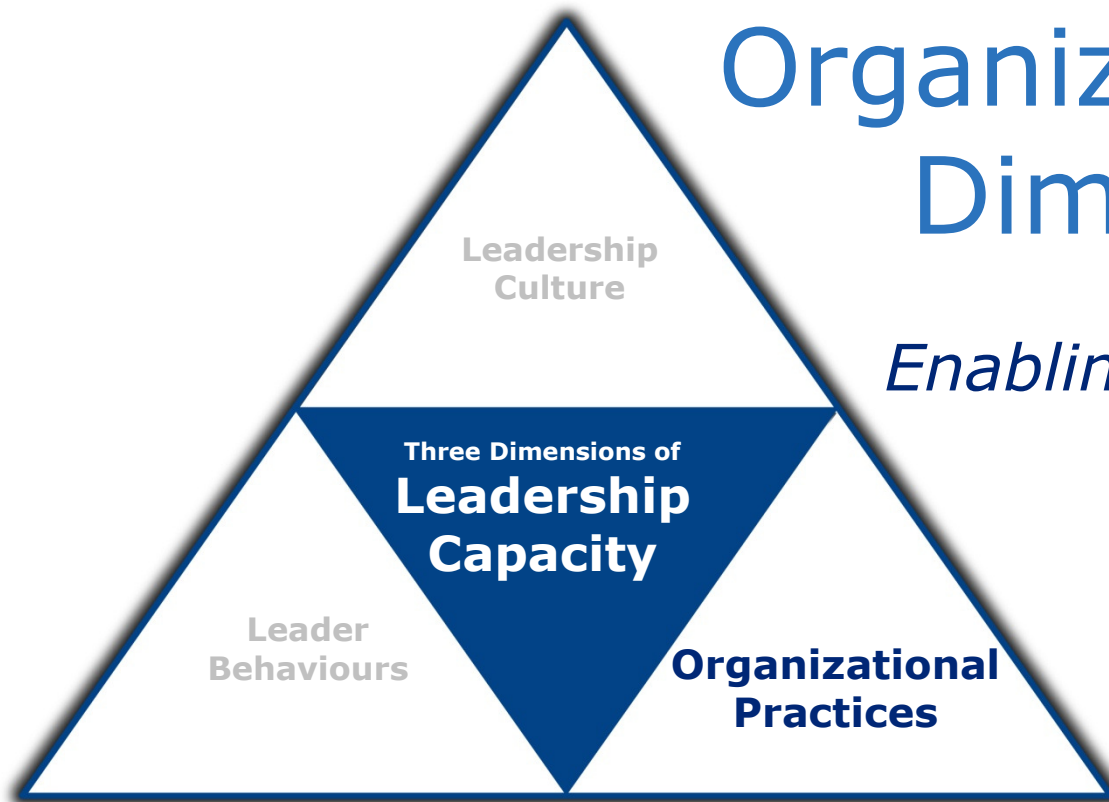 Organiz
Dim
Enablin
Leadership
Culture
Three Dimensions of
Leadership
Capacity
Leader
Behaviours
Organizational
Practices